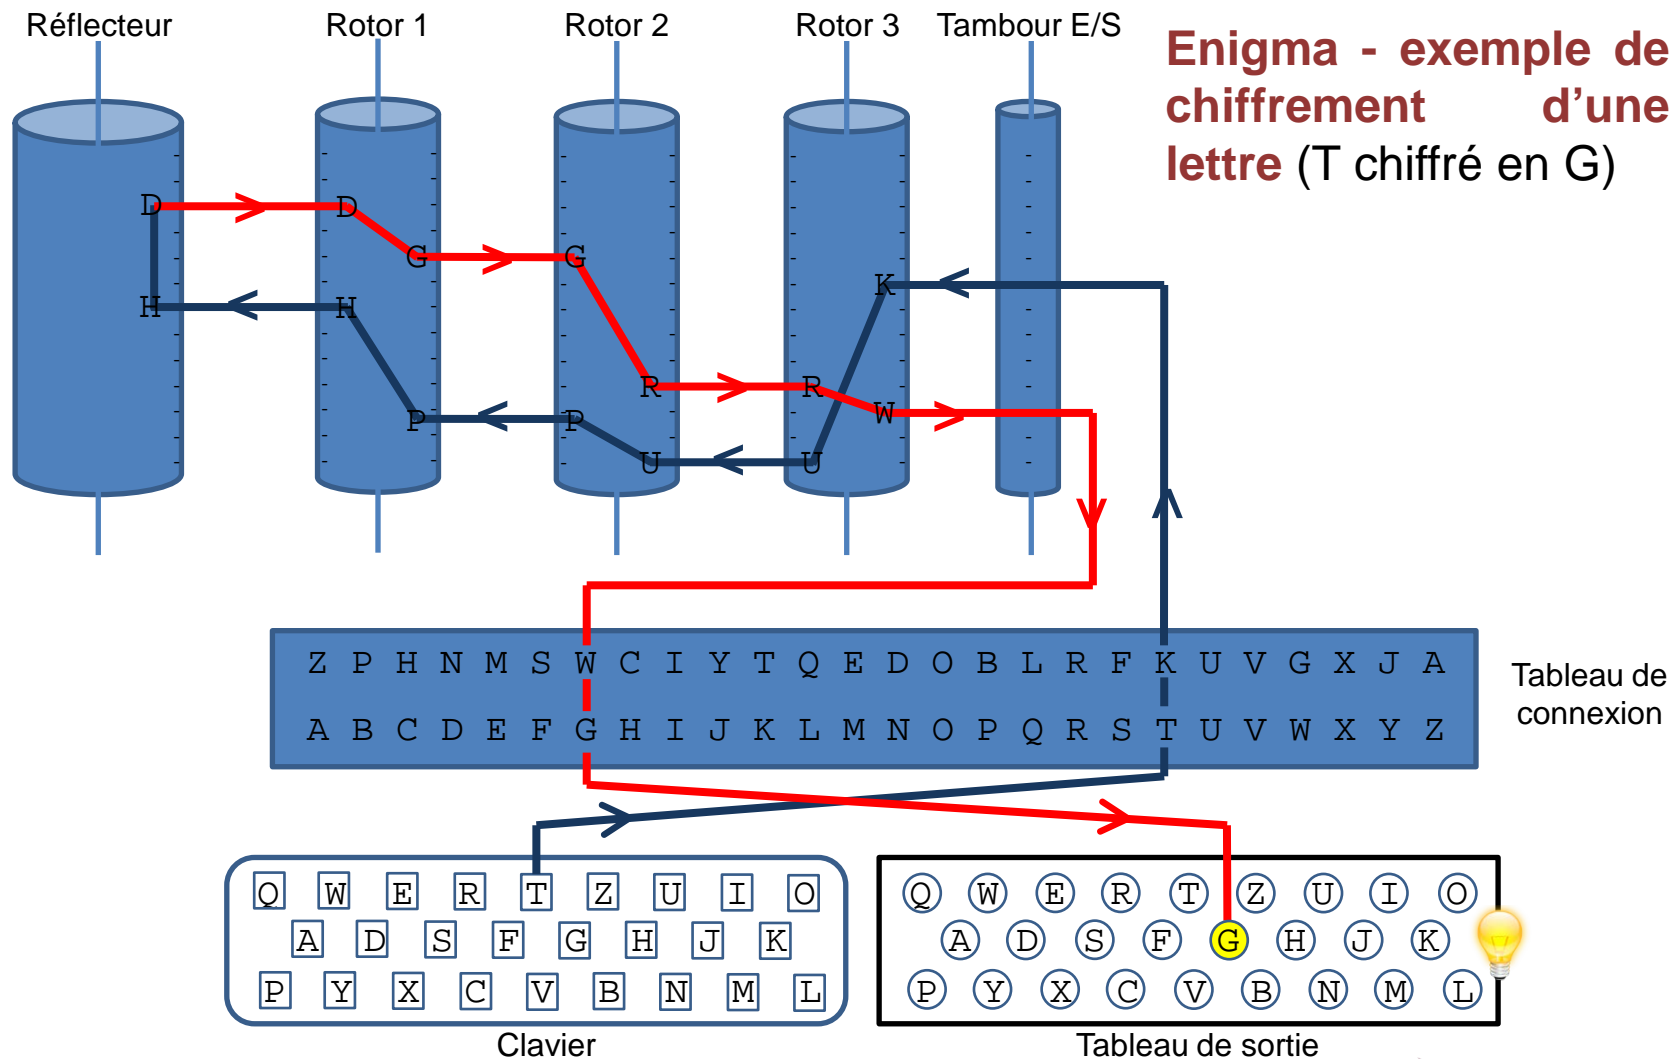 Réflecteur Rotor 1 Rotor 2 Rotor 3 Tambour E/S
Enigma - exemple de
chiffrement d’une
lettre (T chiffré en G)
D D
G G
K
H H
R R
W
P P
U U
Z P H N M S W C I Y T Q E D O B L R F K U V G X J A
A B C D E F G H I J K L M N O P Q R S T U V W X Y Z
Tableau de
connexion
Q W E R T Z U I O
A D S F G H J K
P Y X C V B N M L
Clavier
Q W E R T Z U I O
A D S F G H J K
P Y X C V B N M L
Tableau de sortie